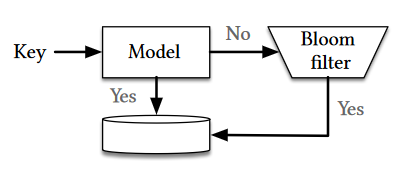 Key
Model
No
Bloom
filter
Yes
Yes